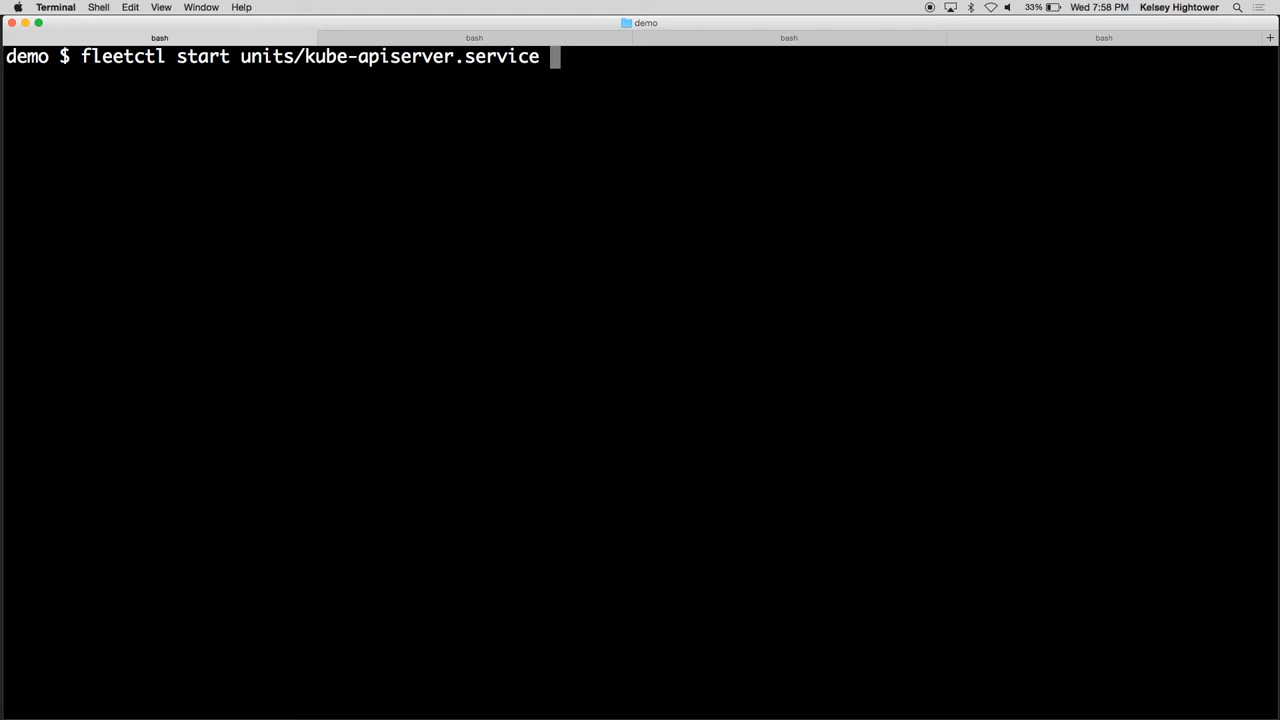 Terminal Shell Edit View Window Help 33% Wed 7:58 PM Kelsey Hightower
demo
bash bash bash bash +
demo $ fleetctl start units/kube-apiserver.service